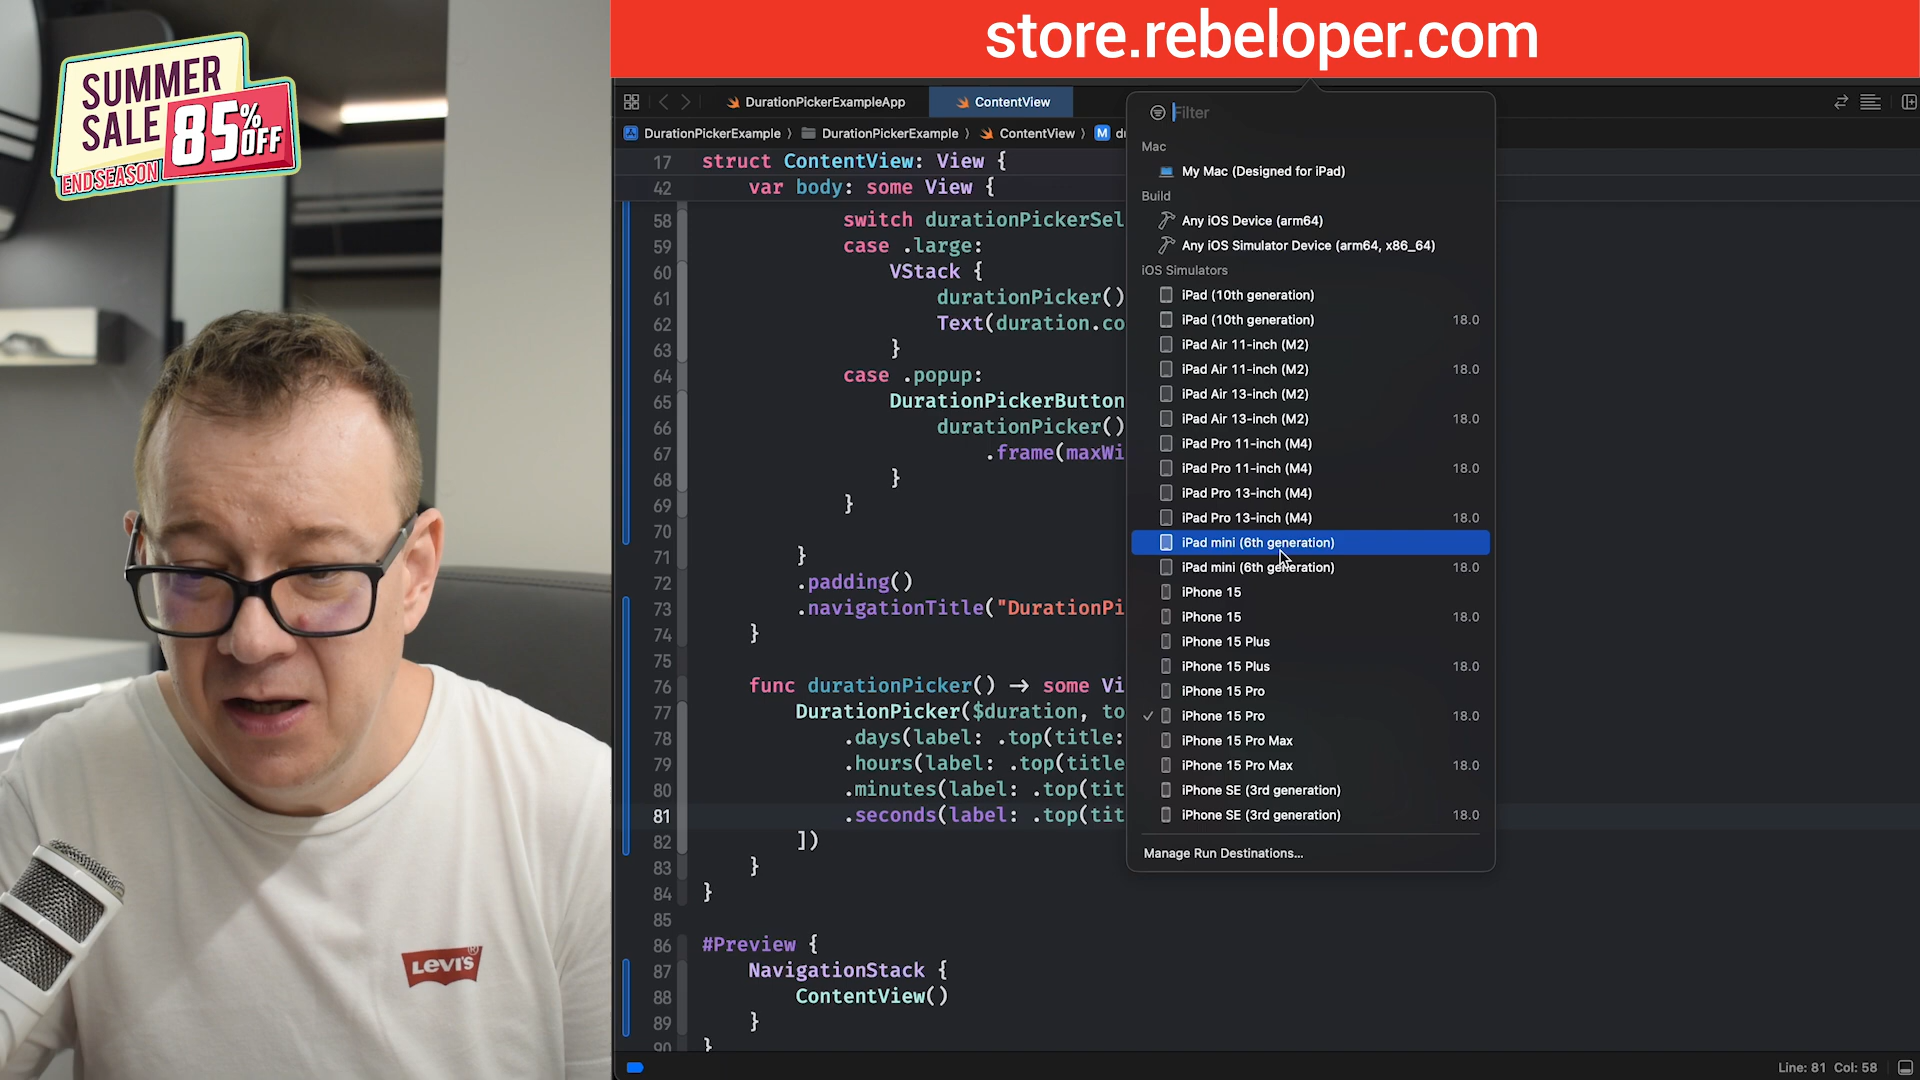 SUMMER
SALE 85% OFF
END SEASON
LEVI'S
store.rebeloper.com
DurationPickerExampleApp
ContentView
DurationPickerExample 〉 DurationPickerExample 〉 ContentView 〉 M du
17 struct ContentView: View {
42 var body: some View {
58 switch durationPickerSel
59 case .large:
60 VStack {
61 durationPicker()
62 Text(duration.co
63 }
64 case .popup:
65 DurationPickerButton
66 durationPicker()
67 .frame(maxWi
68 }
69 }
70
71 }
72 .padding()
73 .navigationTitle("DurationPi
74 }
75
76 func durationPicker() → some Vi
77 DurationPicker($duration, to
78 .days(label: .top(title:
79 .hours(label: .top(title
80 .minutes(label: .top(tit
81 .seconds(label: .top(tit
82 ])
83 }
84 }
85
86 #Preview {
87 NavigationStack {
88 ContentView()
89 }
90 }
Filter
Mac
My Mac (Designed for iPad)
Build
Any iOS Device (arm64)
Any iOS Simulator Device (arm64, x86_64)
iOS Simulators
iPad (10th generation)
iPad (10th generation) 18.0
iPad Air 11-inch (M2)
iPad Air 11-inch (M2) 18.0
iPad Air 13-inch (M2)
iPad Air 13-inch (M2) 18.0
iPad Pro 11-inch (M4)
iPad Pro 11-inch (M4) 18.0
iPad Pro 13-inch (M4)
iPad Pro 13-inch (M4) 18.0
iPad mini (6th generation)
iPad mini (6th generation) 18.0
iPhone 15
iPhone 15 18.0
iPhone 15 Plus
iPhone 15 Plus 18.0
iPhone 15 Pro
✓ iPhone 15 Pro 18.0
iPhone 15 Pro Max
iPhone 15 Pro Max 18.0
iPhone SE (3rd generation)
iPhone SE (3rd generation) 18.0
Manage Run Destinations...
Line: 81 Col: 58